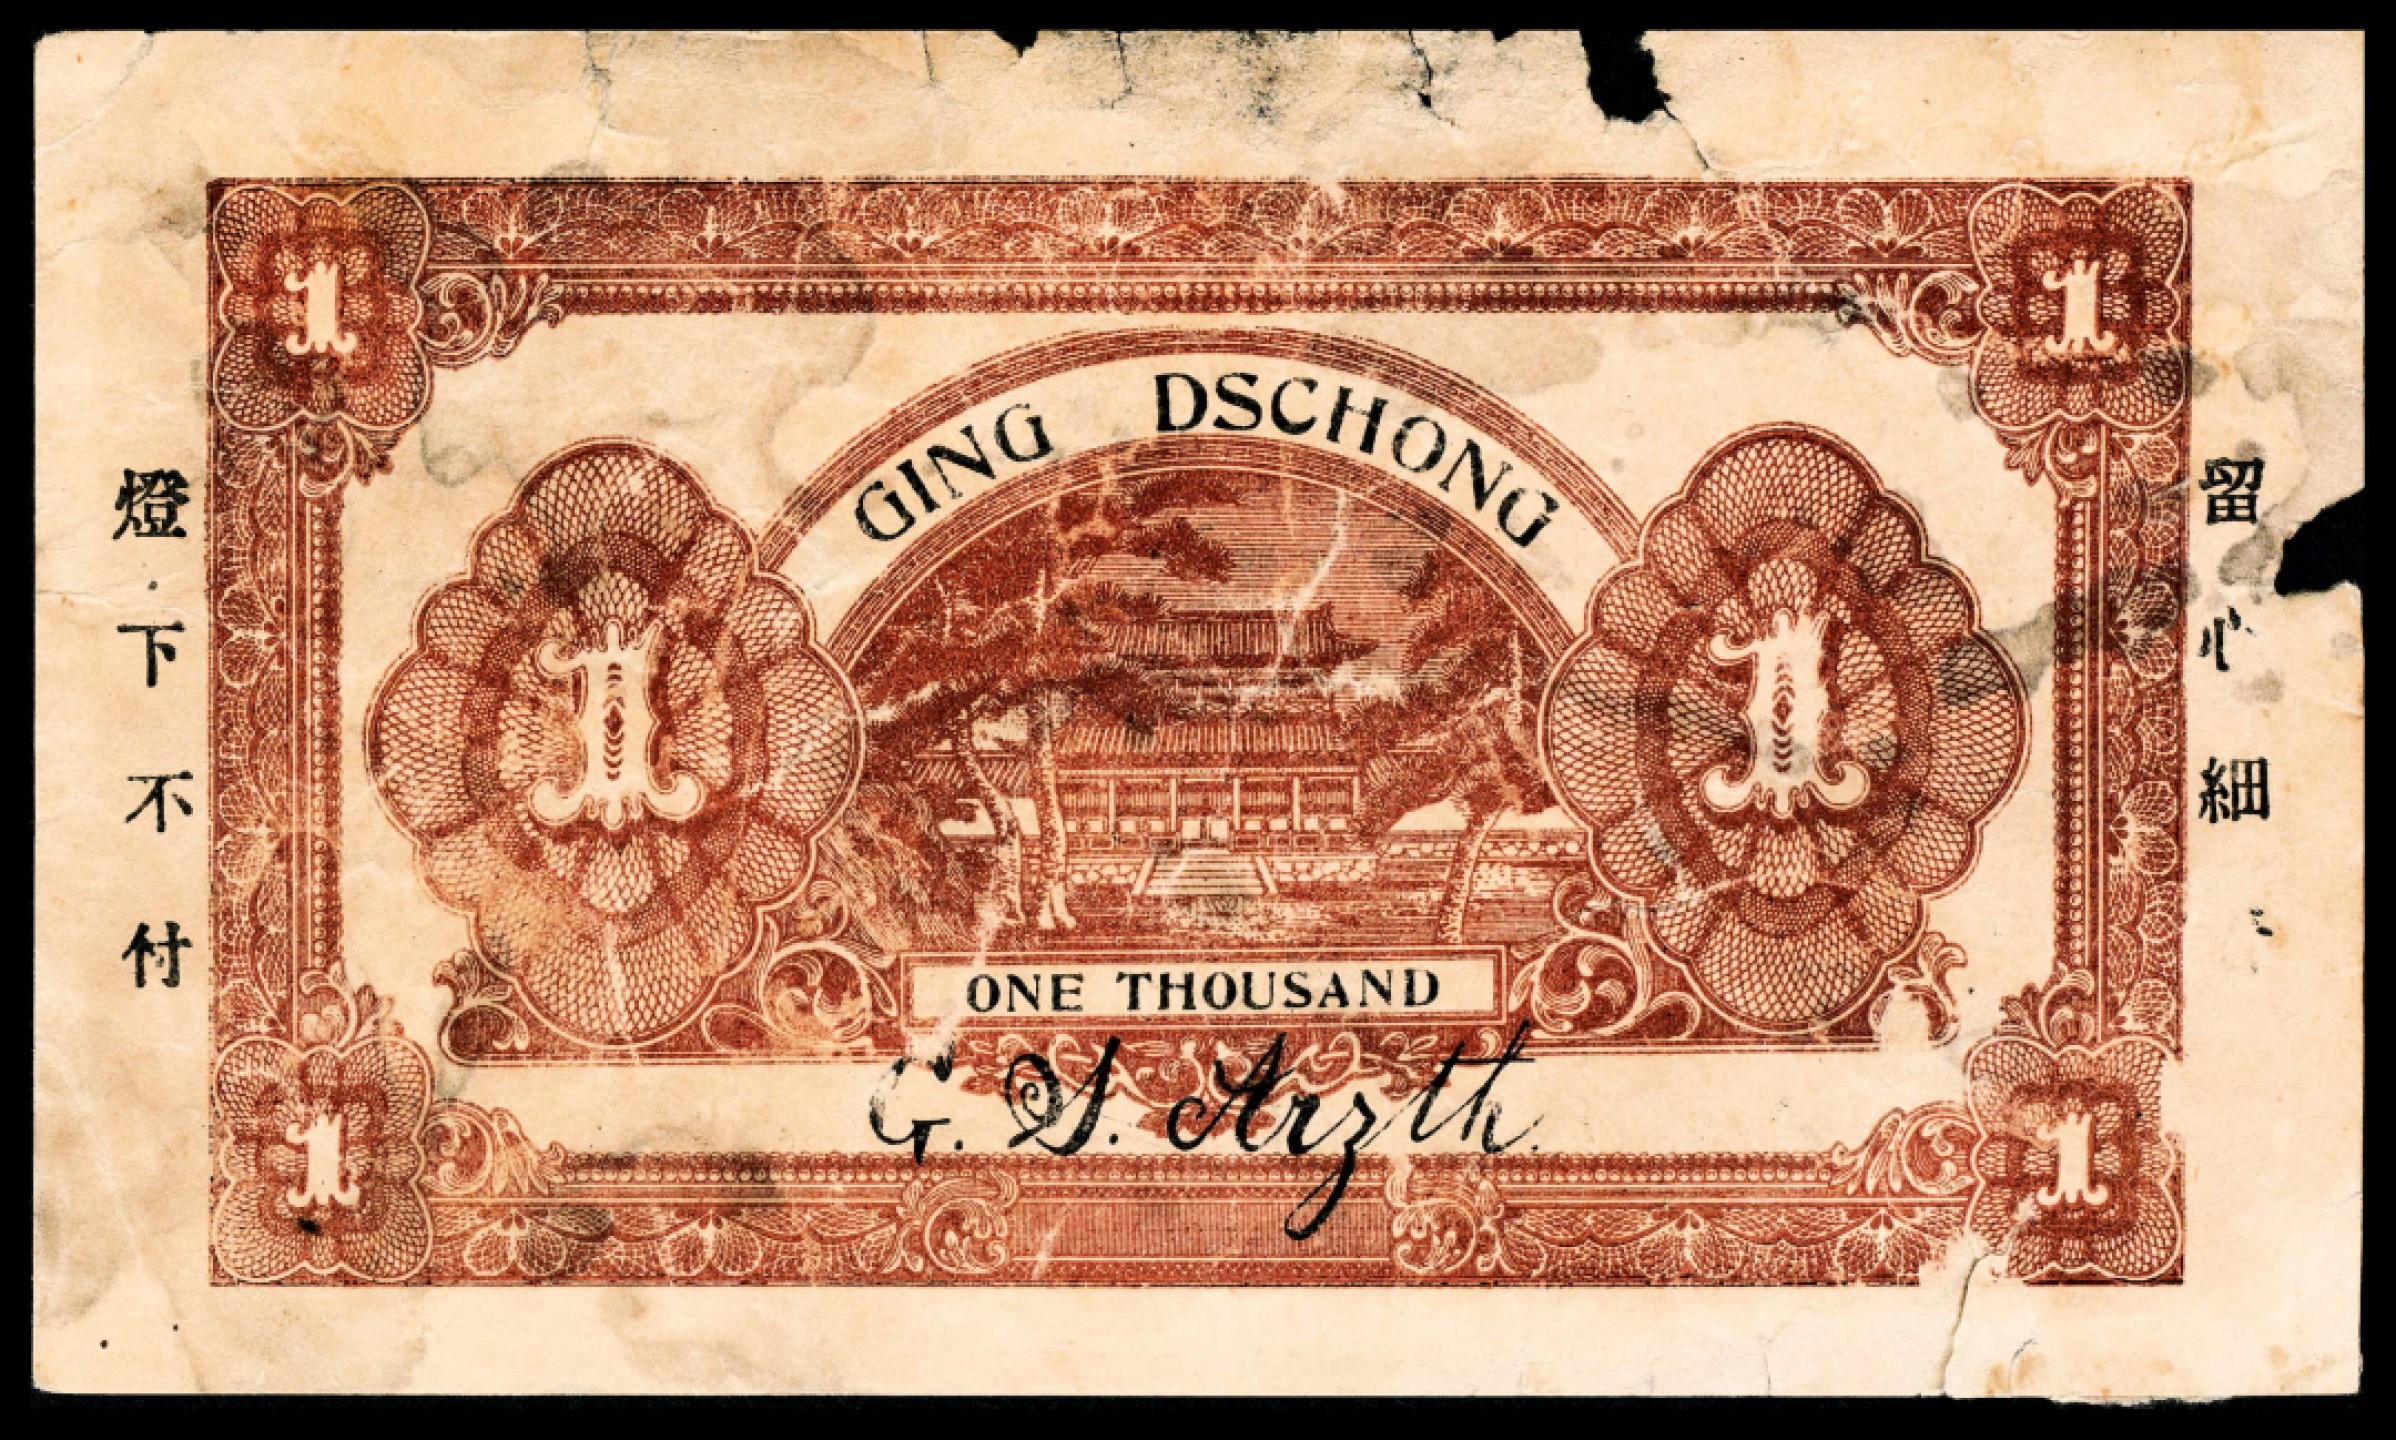 1
1
GING DSCHONG
燈下不付
留心細
1
1
ONE THOUSAND
G. S. Arzth.
1
1